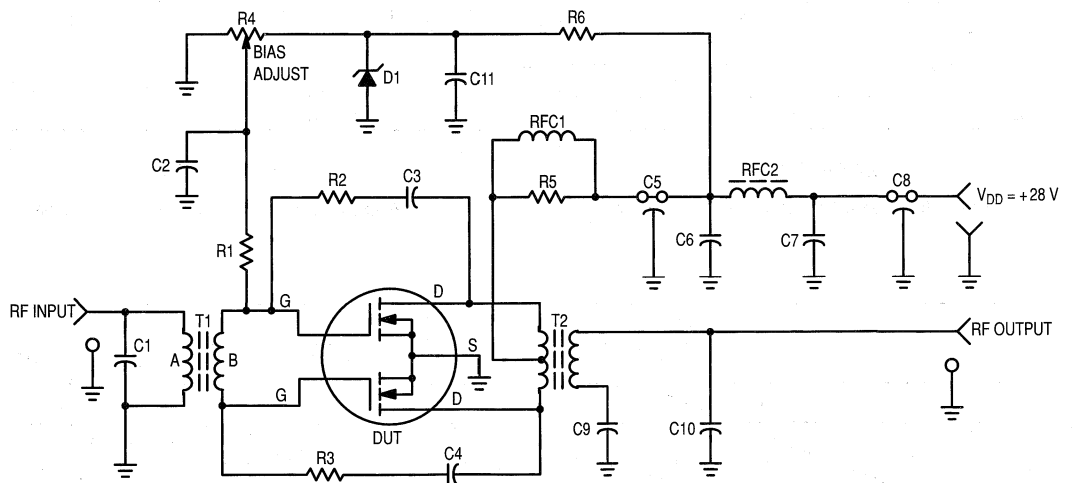 R4
R6
BIAS
ADJUST
D1
C11
RFC1
C2
R2
C3
R5
C5
RFC2
C8
V_DD = +28 V
R1
C6
C7
D
RF INPUT
G
T1
T2
RF OUTPUT
C1
A
B
S
G
D
DUT
C9
C10
R3
C4